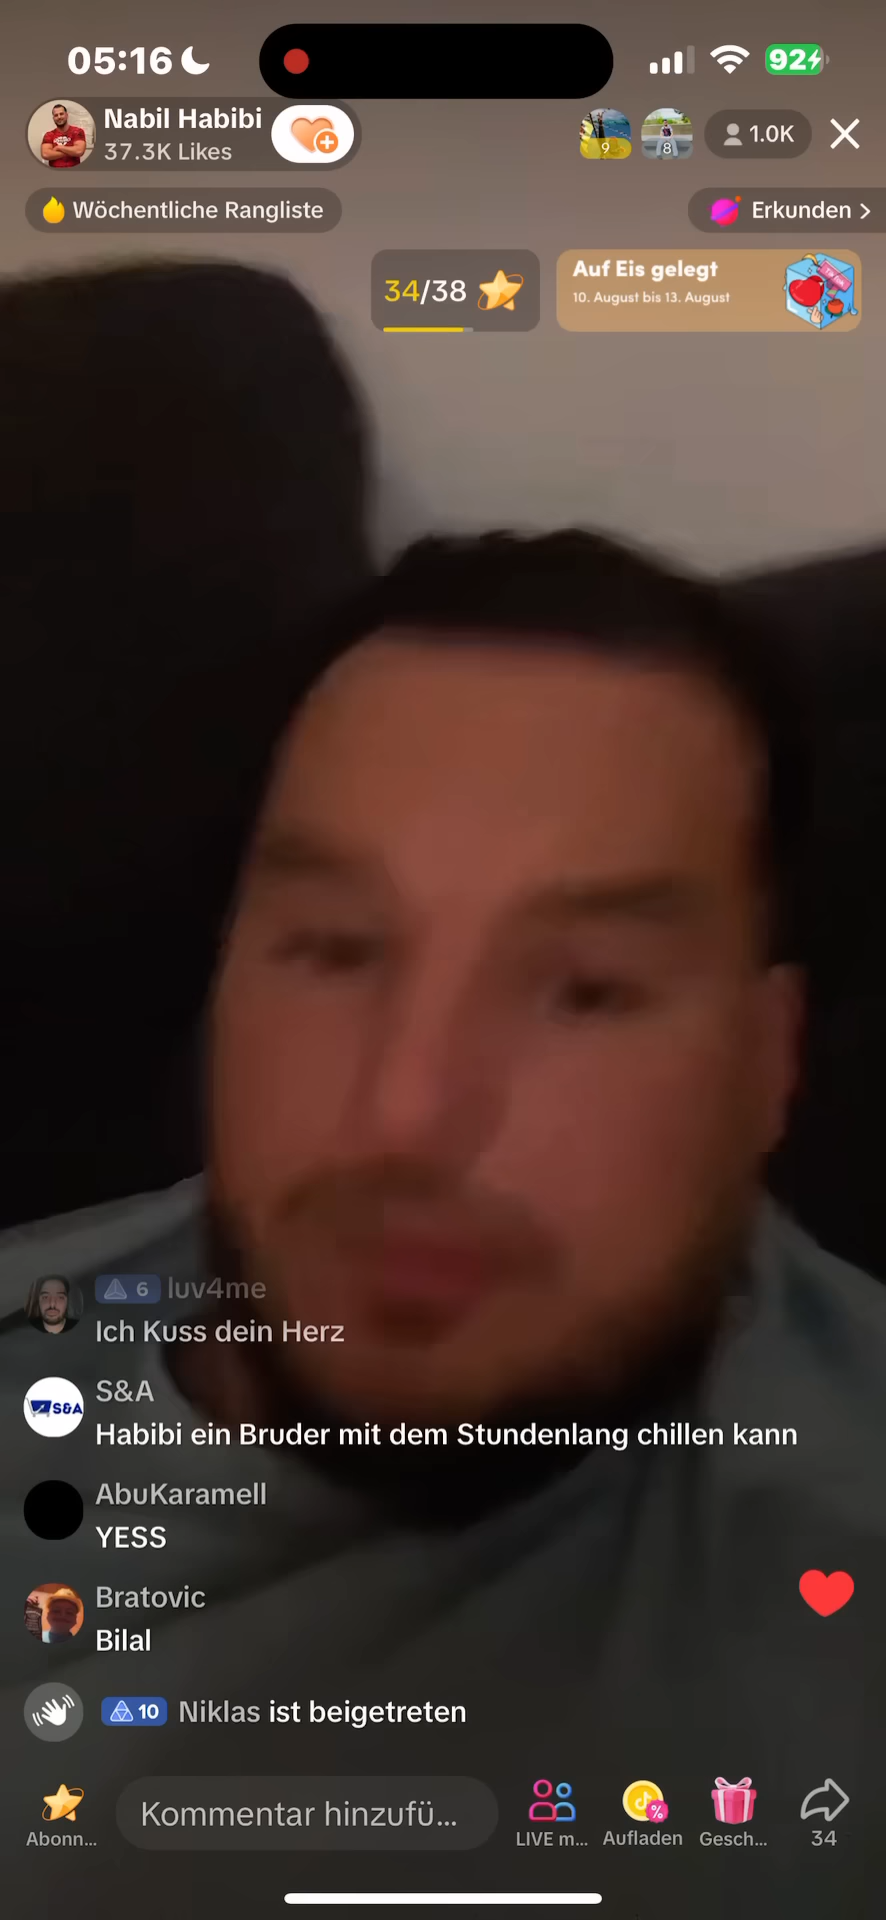 05:16
92
Nabil Habibi
37.3K Likes
9
8
1.0K
Wöchentliche Rangliste
Erkunden
34/38
Auf Eis gelegt
10. August bis 13. August
6 luv4me
Ich Kuss dein Herz
S&A
S&A
Habibi ein Bruder mit dem Stundenlang chillen kann
AbuKaramell
YESS
Bratovic
Bilal
10 Niklas ist beigetreten
Kommentar hinzufü...
Abonn...
LIVE m...
Aufladen
Gesch...
34